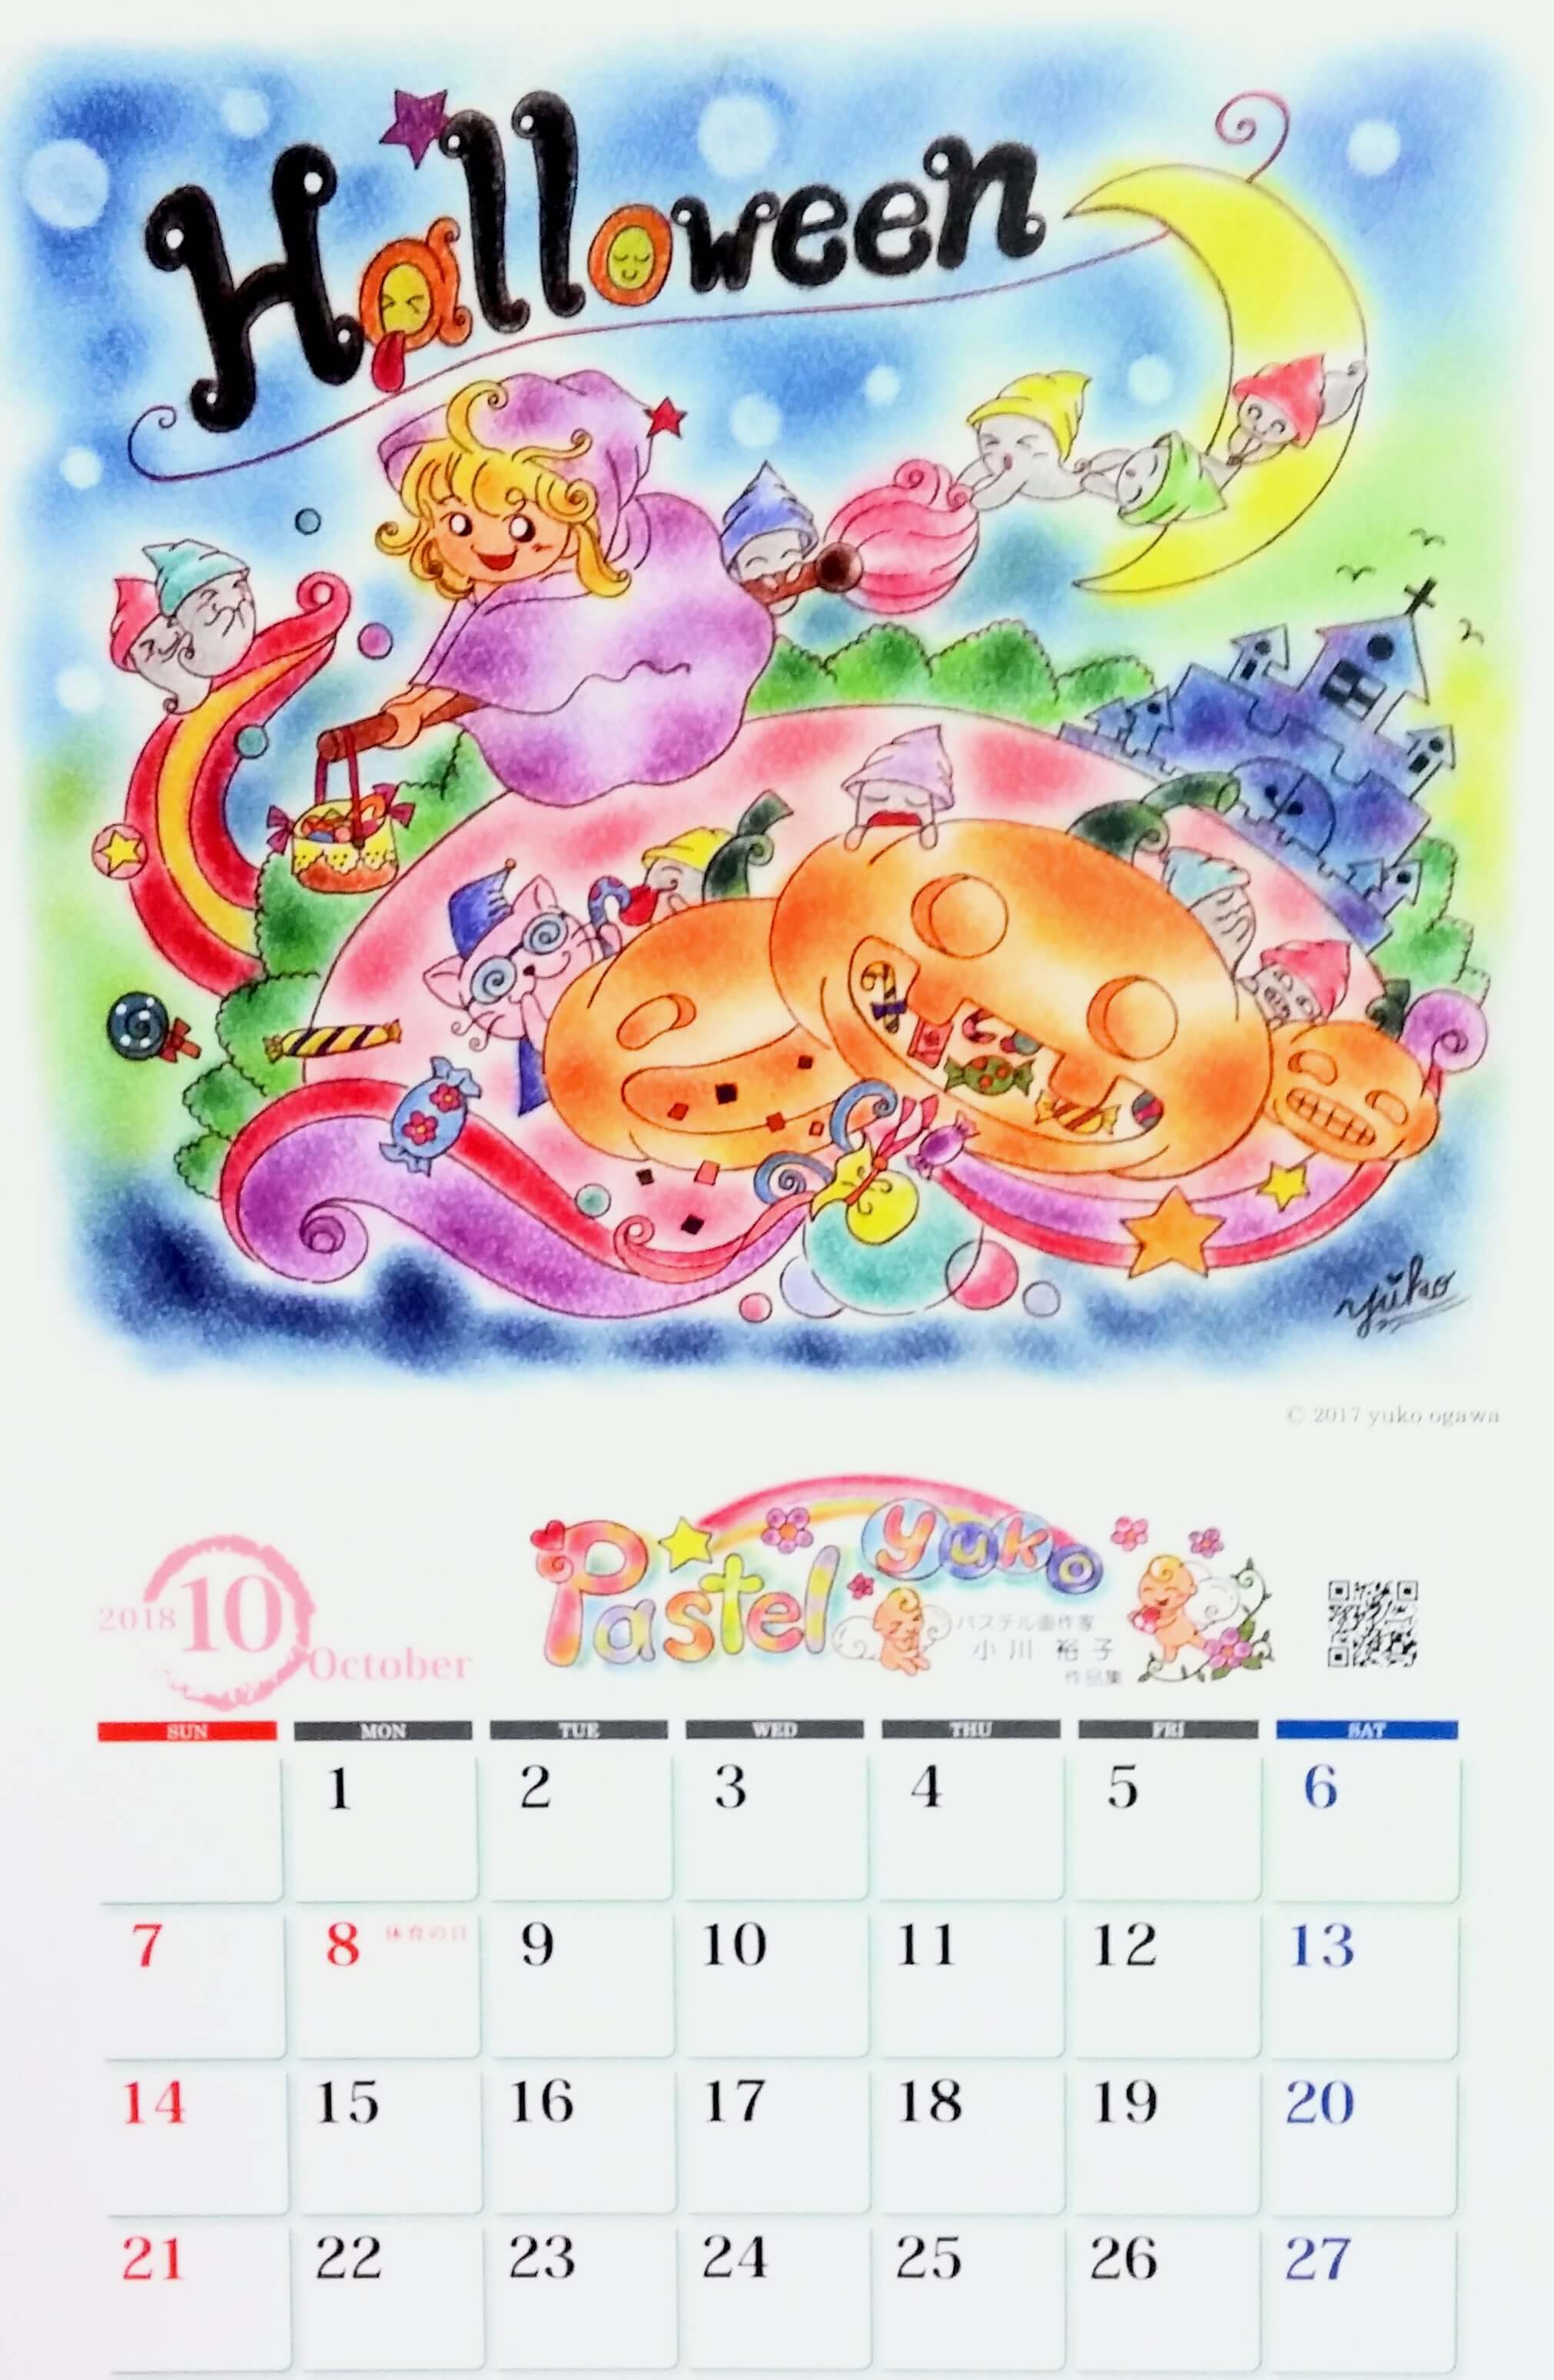 Halloween
yuko
© 2017 yuko ogawa
Pastel yuko
パステル画作家
小川 裕子
作品集
2018 10 October
SUN MON TUE WED THU FRI SAT
1 2 3 4 5 6
7 8 体育の日 9 10 11 12 13
14 15 16 17 18 19 20
21 22 23 24 25 26 27